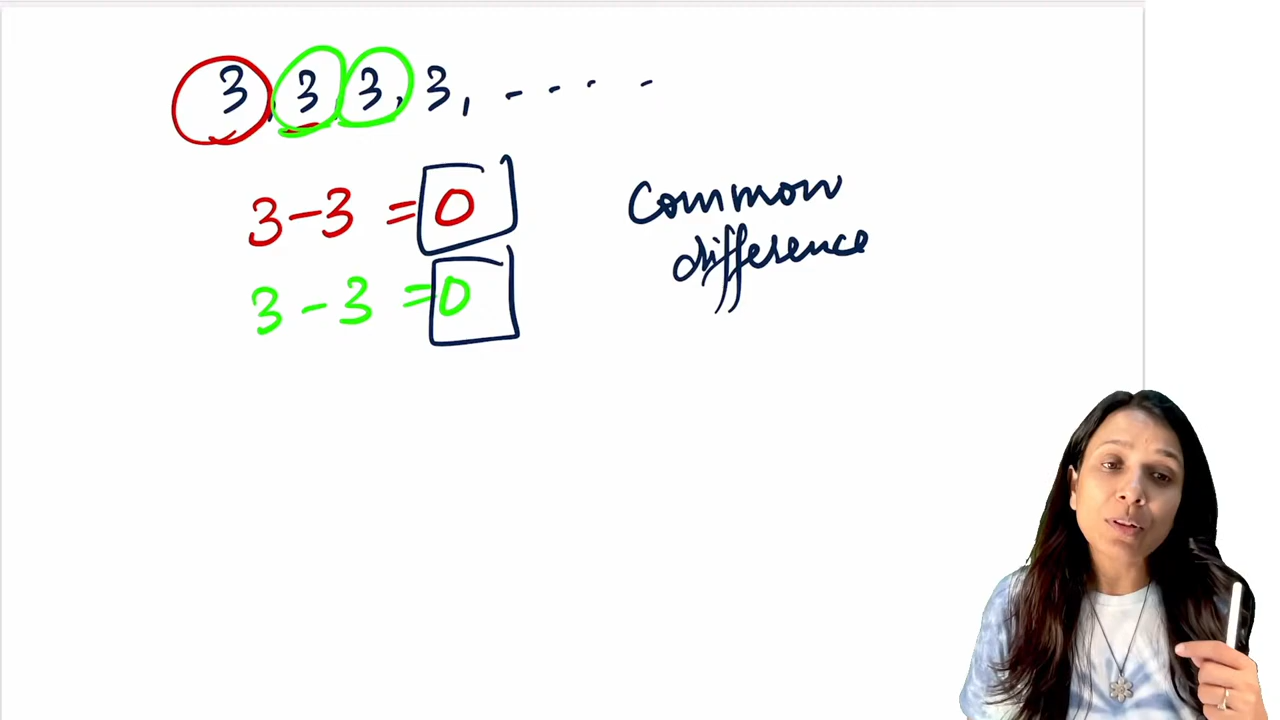 3, 3, 3, 3, - . . . -
3 - 3 = 0
3 - 3 = 0
Common
difference